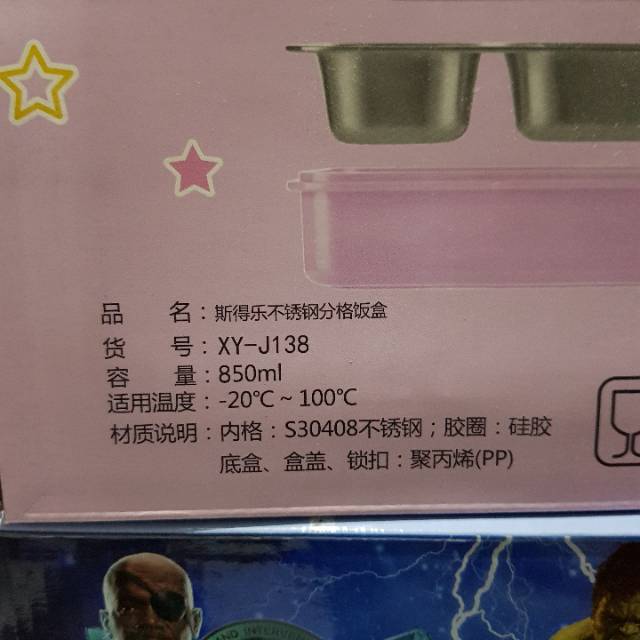 品　　名：斯得乐不锈钢分格饭盒
货　　号：XY-J138
容　　量：850ml
适用温度：-20℃～100℃
材质说明：内格：S30408不锈钢；胶圈：硅胶
底盒、盒盖、锁扣：聚丙烯(PP)
AND INTERVE